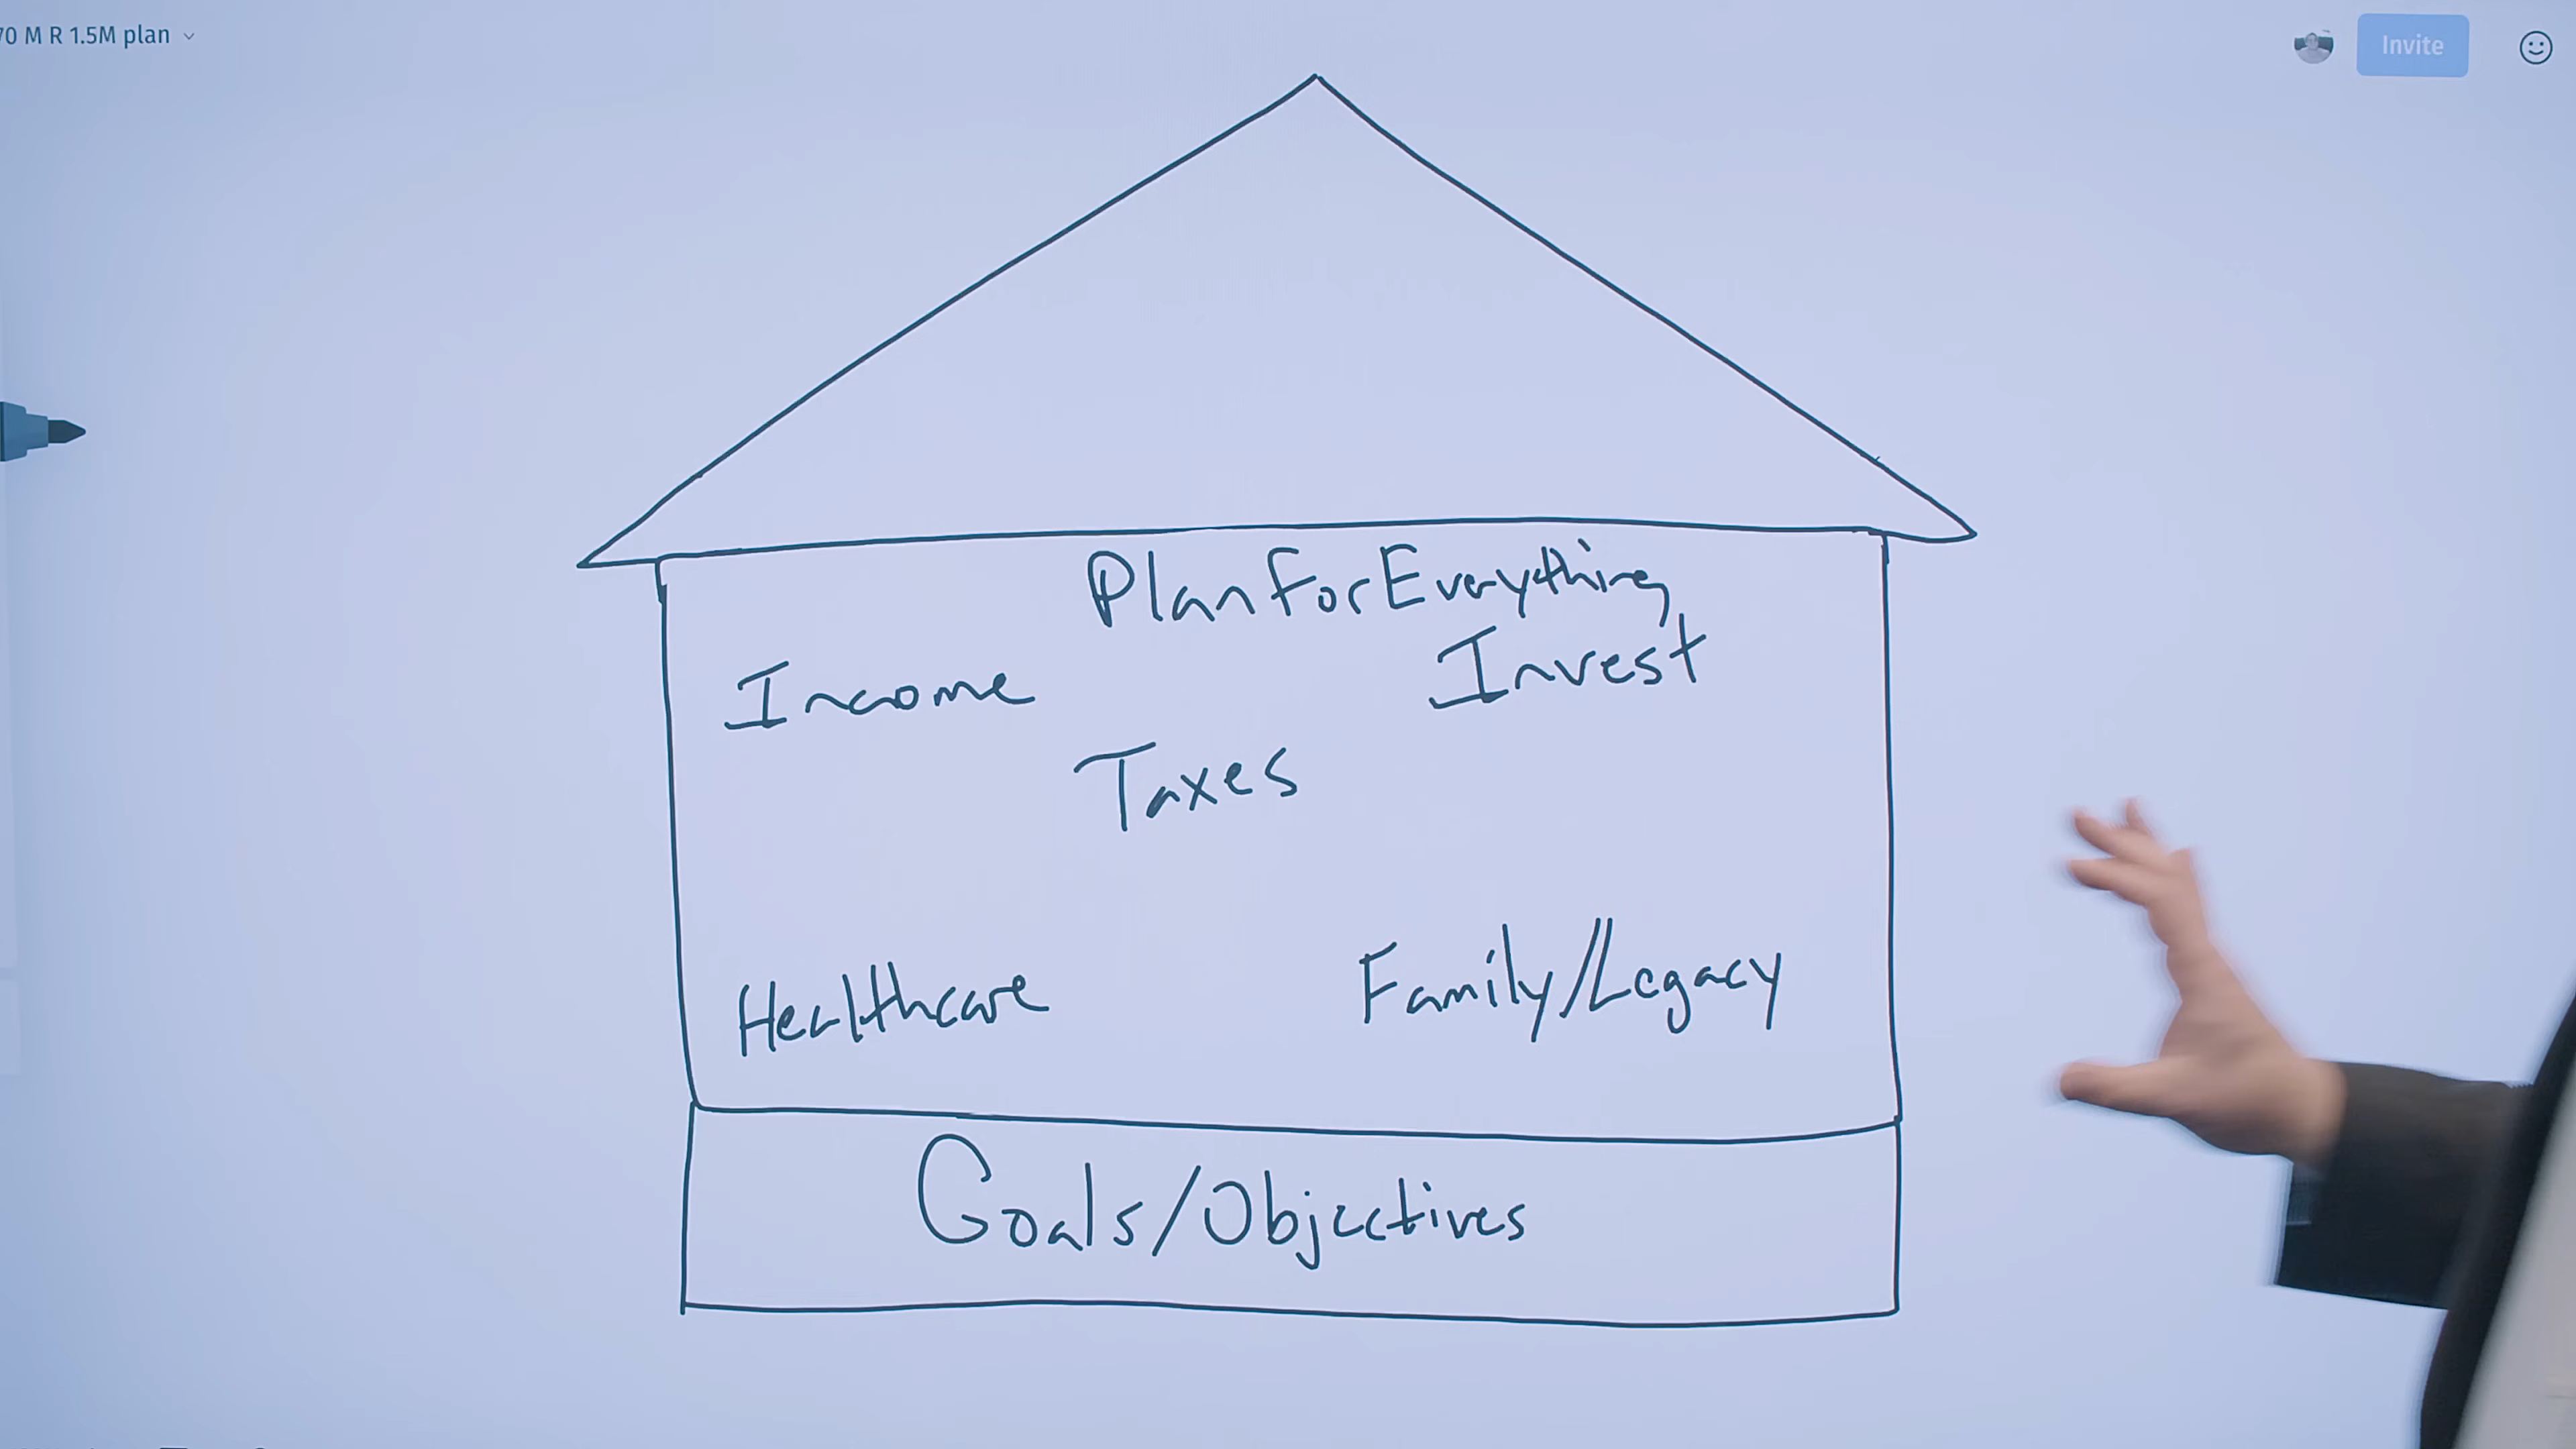 70 M R 1.5M plan
Invite
Plan For Everything
Income
Invest
Taxes
Healthcare
Family/Legacy
Goals/Objectives